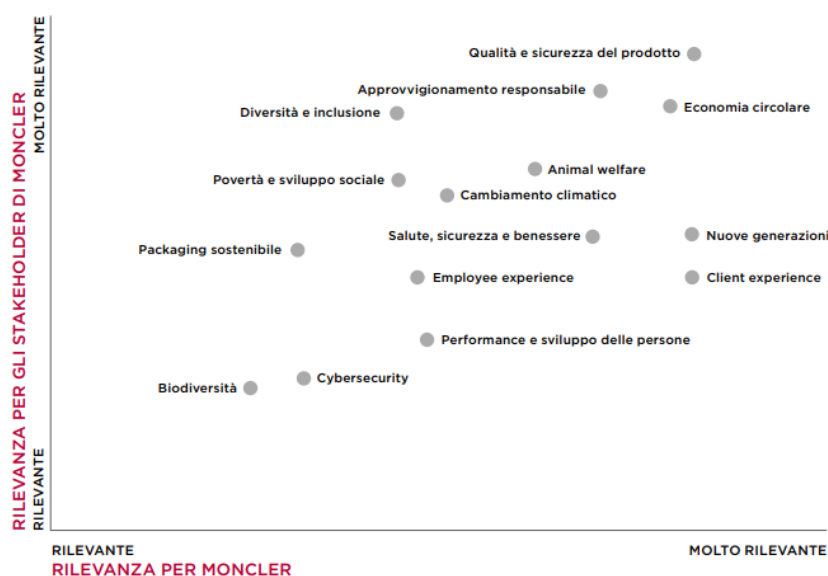 RILEVANZA PER GLI STAKEHOLDER DI MONCLER
MOLTO RILEVANTE
RILEVANTE
Qualità e sicurezza del prodotto
Approvvigionamento responsabile
Economia circolare
Diversità e inclusione
Animal welfare
Povertà e sviluppo sociale
Cambiamento climatico
Salute, sicurezza e benessere
Nuove generazioni
Packaging sostenibile
Employee experience
Client experience
Performance e sviluppo delle persone
Cybersecurity
Biodiversità
RILEVANTE
MOLTO RILEVANTE
RILEVANZA PER MONCLER